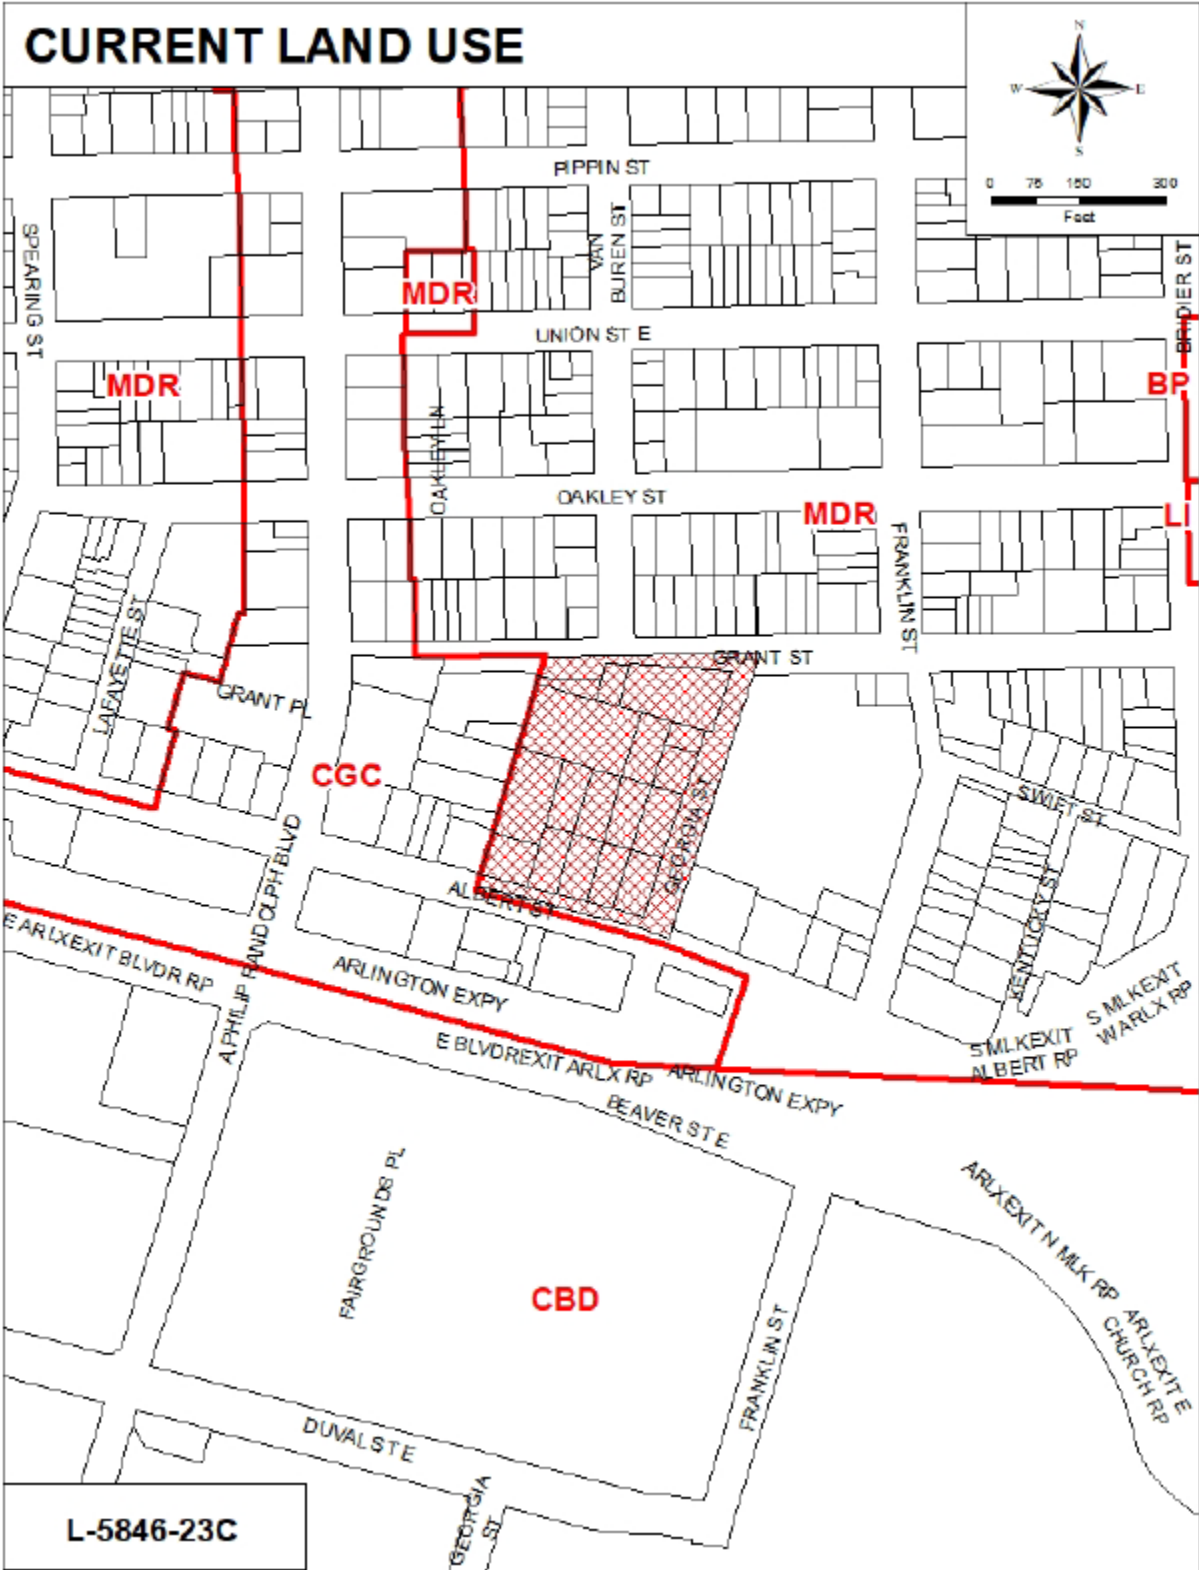 CURRENT LAND USE
N
W
E
S
0 75 150 300
Feet
PIPPIN ST
SPEARING ST
VAN
BUREN ST
BRIDIER ST
MDR
UNION ST E
MDR
BP
OAKLEY LN
OAKLEY ST
MDR
LI
FRANKLIN ST
LAFAYETTE ST
GRANT ST
GRANT PL
CGC
GEORGIA ST
SWIFT ST
A PHILIP RANDOLPH BLVD
ALBERT ST
KENTUCKY ST
E ARLXEXIT BLVDR RP
ARLINGTON EXPY
S MLKEXIT
WARLX RP
S MLKEXIT
ALBERT RP
E BLVDREXIT ARLX RP
ARLINGTON EXPY
BEAVER ST E
FAIRGROUNDS PL
ARLXEXIT N MLK RP
CBD
ARLXEXIT E
CHURCH RP
FRANKLIN ST
DUVAL ST E
GEORGIA
ST
L-5846-23C